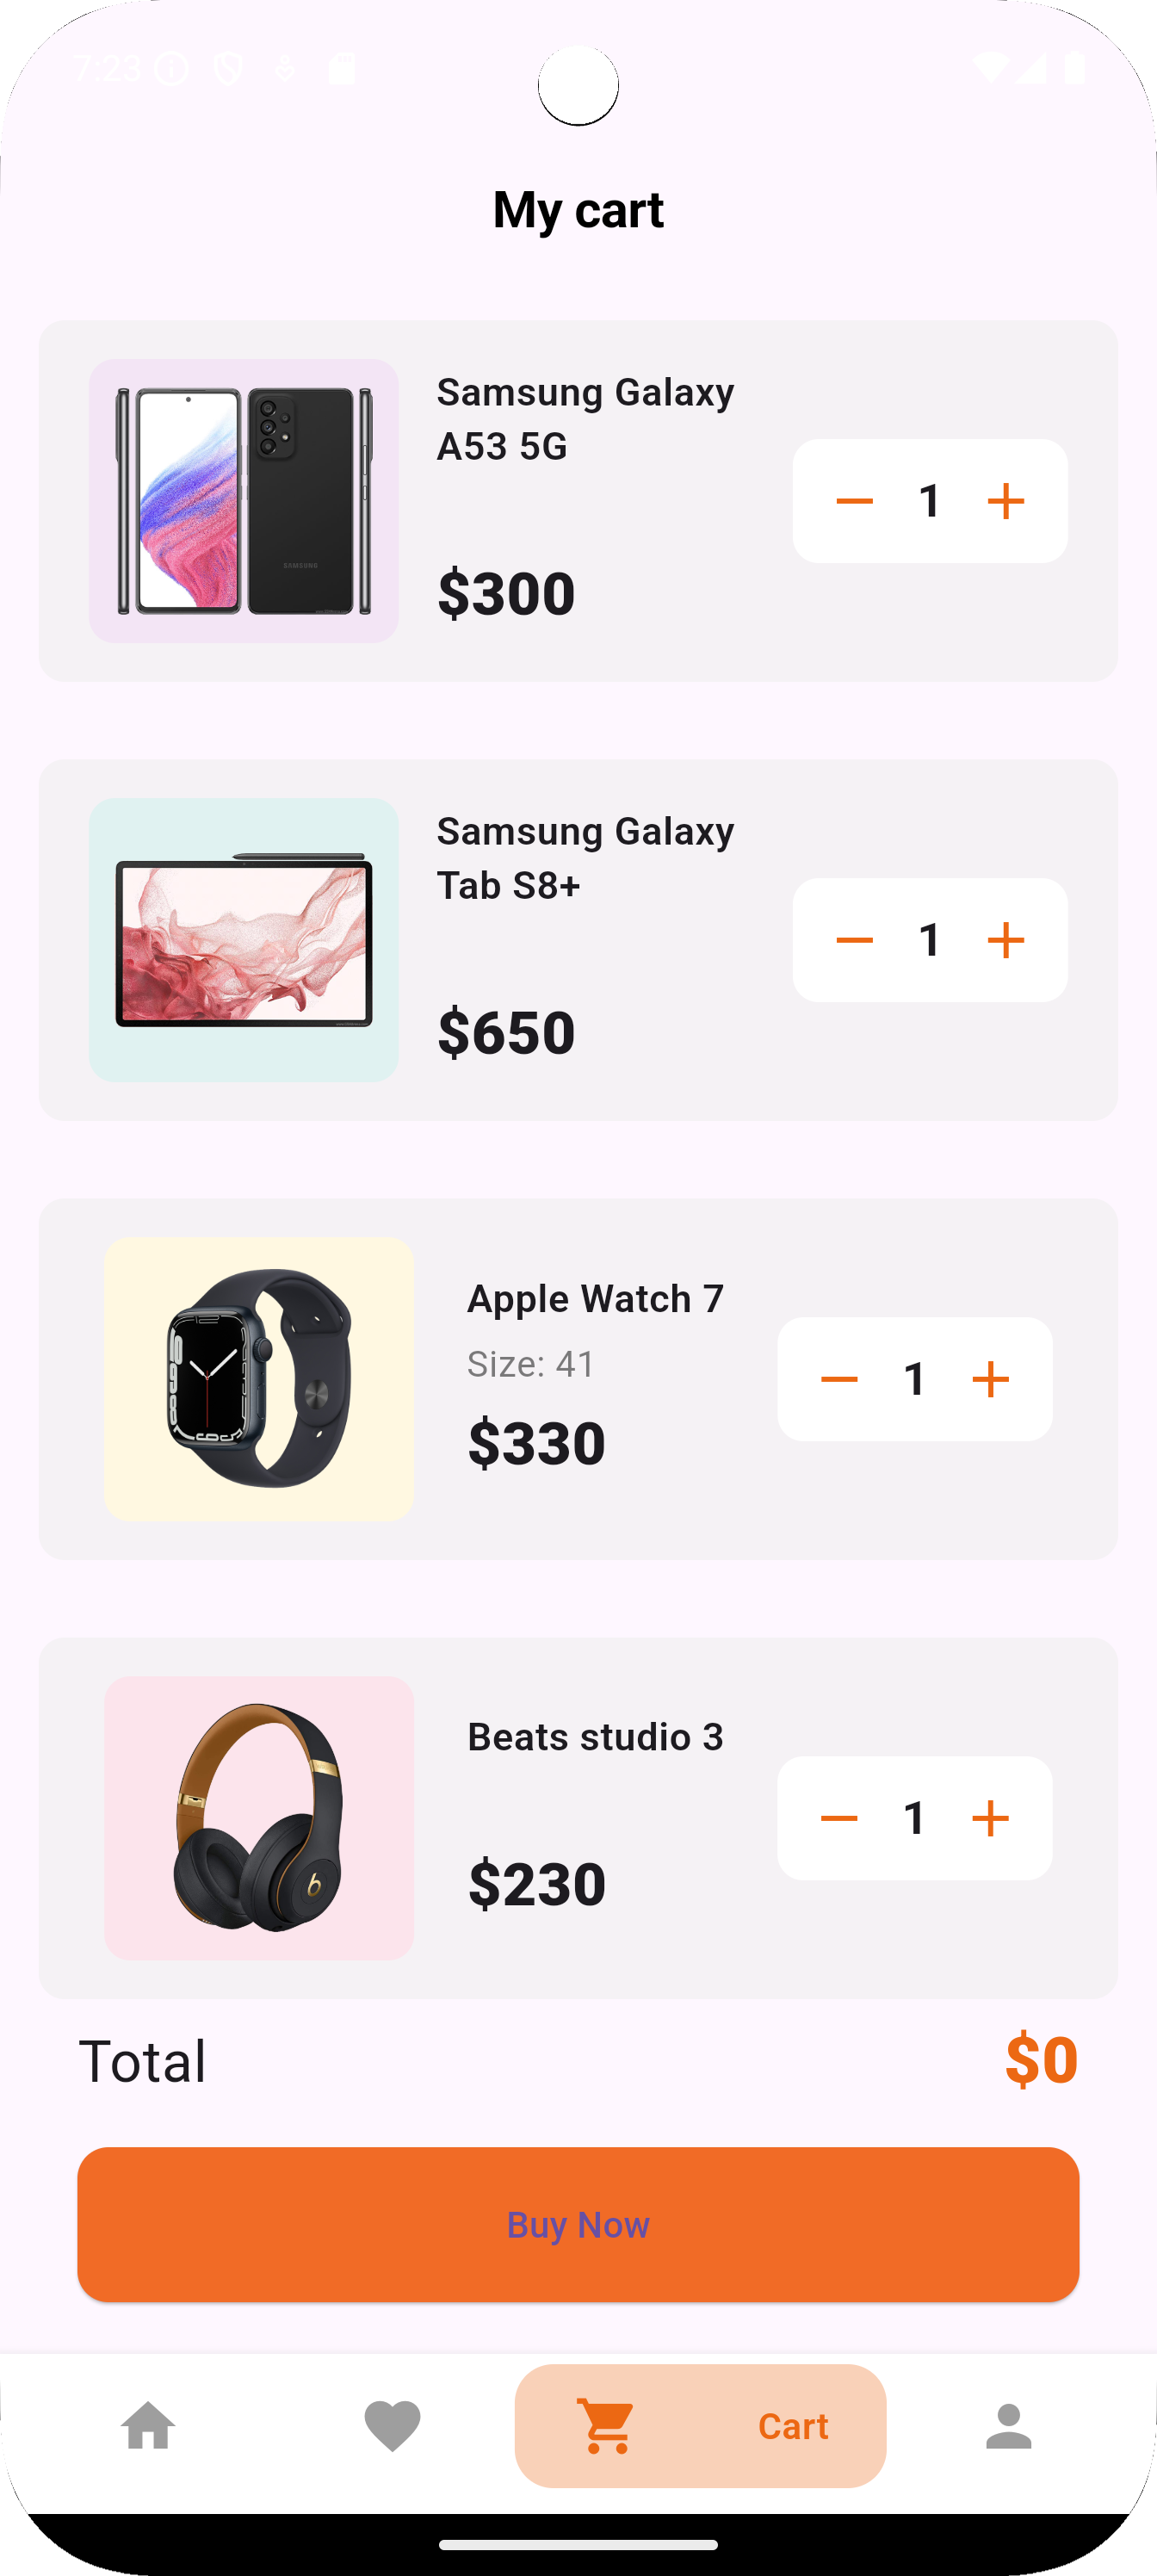 7:23
My cart
Samsung Galaxy
A53 5G
1
$300
SAMSUNG
Samsung Galaxy
Tab S8+
1
$650
Apple Watch 7
Size: 41
1
$330
Beats studio 3
1
$230
Total
$0
Buy Now
Cart